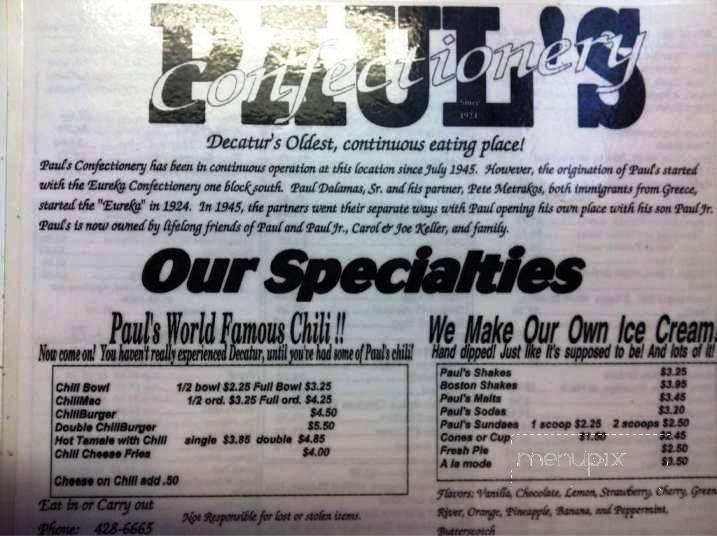 PAUL'S
Confectionery
Since
1924
Decatur's Oldest, continuous eating place!
Paul's Confectionery has been in continuous operation at this location since July 1945. However, the origination of Paul's started
with the Eureka Confectionery one block south. Paul Dalamas, Sr. and his partner, Pete Metrakos, both immigrants from Greece,
started the "Eureka" in 1924. In 1945, the partners went their separate ways with Paul opening his own place with his son Paul Jr.
Paul's is now owned by lifelong friends of Paul and Paul Jr., Carol & Joe Keller, and family.
Our Specialties
Paul's World Famous Chili !!
Now come on! You haven't really experienced Decatur, until you've had some of Paul's chili!
Chili Bowl 1/2 bowl $2.25 Full Bowl $3.25
ChiliMac 1/2 ord. $3.25 Full ord. $4.25
ChiliBurger $4.50
Double ChiliBurger $5.50
Hot Tamale with Chili single $3.85 double $4.85
Chili Cheese Fries $4.00
Cheese on Chili add .50
Eat in or Carry out
Phone: 428-6665
Not Responsible for lost or stolen items.
We Make Our Own Ice Cream!
Hand dipped! Just like it's supposed to be! And lots of it!
Paul's Shakes $3.25
Boston Shakes $3.95
Paul's Malts $3.45
Paul's Sodas $3.20
Paul's Sundaes 1 scoop $2.25 2 scoops $2.50
Cones or Cup $1.50 $2.45
Fresh Pie $2.50
A la mode $3.50
menupix
Flavors: Vanilla, Chocolate, Lemon, Strawberry, Cherry, Green
River, Orange, Pineapple, Banana, and Peppermint.
Butterscotch